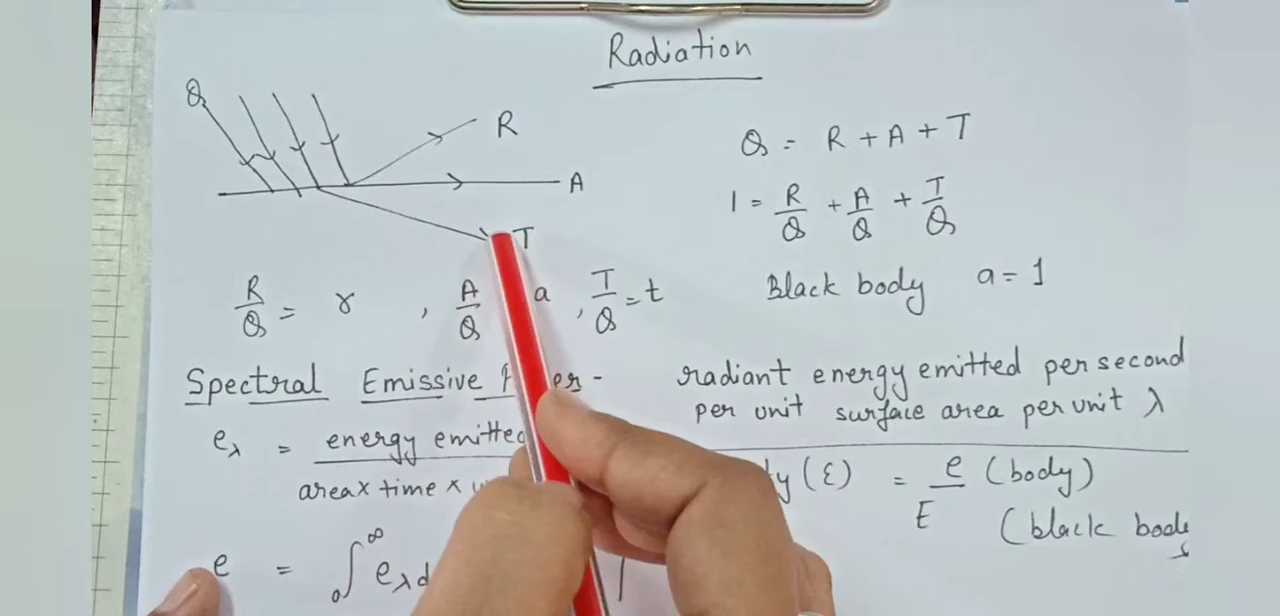 Radiation
Q
R
A
T
Q = R + A + T
1 = R/Q + A/Q + T/Q
R/Q = r , A/Q a , T/Q = t
Black body a = 1
Spectral Emissive
eλ = energy emitted
area x time x
radiant energy emitted per second
per unit surface area per unit λ
(ε) = e/E (body)
(black body
e = ∫₀^∞ eλ d